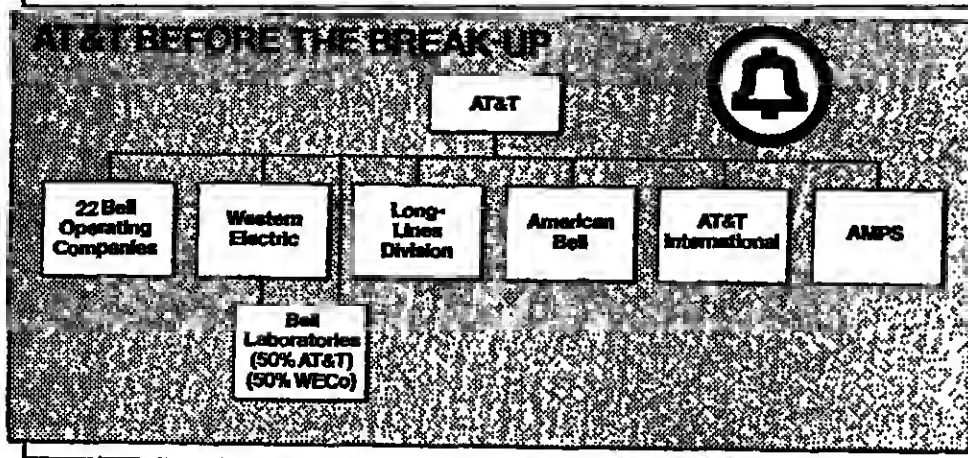 AT&T BEFORE THE BREAK-UP
AT&T
22 Bell
Operating
Companies
Western
Electric
Long-
Lines
Division
American
Bell
AT&T
International
AMPS
Bell
Laboratories
(50% AT&T)
(50% WECo)